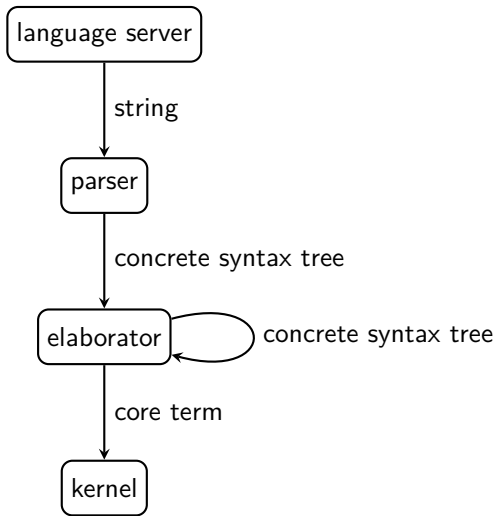 language server
string
parser
concrete syntax tree
elaborator
concrete syntax tree
core term
kernel